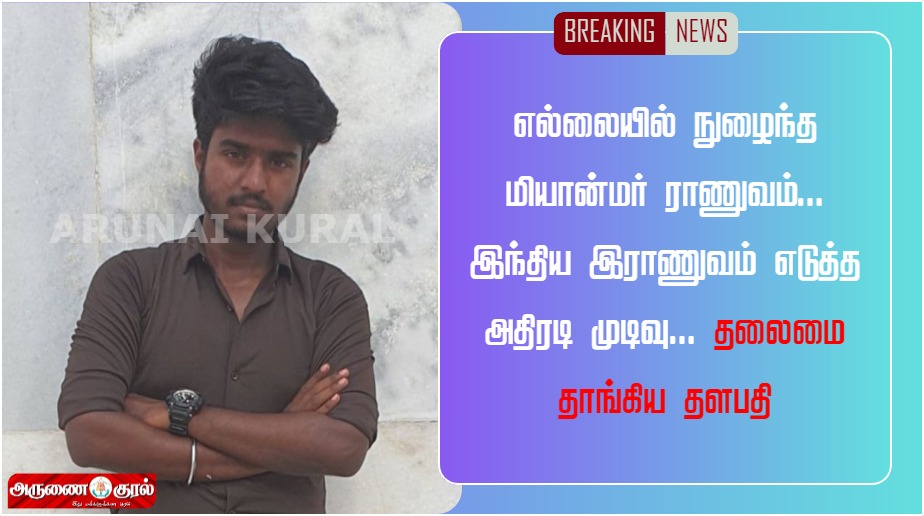 BREAKING NEWS
எல்லையில் நுழைந்த
மியான்மர் ராணுவம்...
இந்திய இராணுவம் எடுத்த
அதிரடி முடிவு... தலைமை
தாங்கிய தளபதி
ARUNAI KURAL
அருணை குரல்